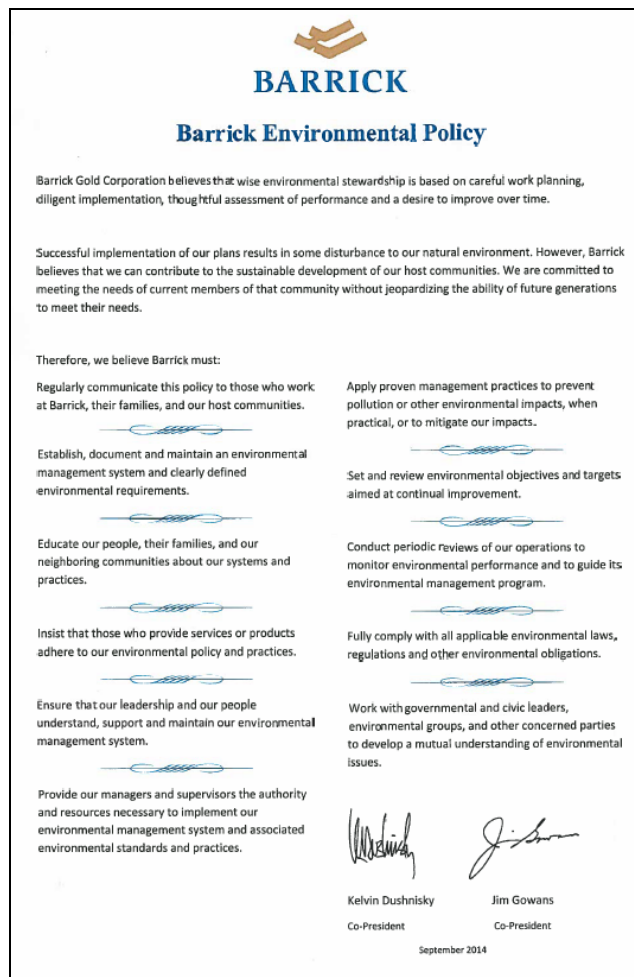 BARRICK
Barrick Environmental Policy
Barrick Gold Corporation believes that wise environmental stewardship is based on careful work planning,
diligent implementation, thoughtful assessment of performance and a desire to improve over time.
Successful implementation of our plans results in some disturbance to our natural environment. However, Barrick
believes that we can contribute to the sustainable development of our host communities. We are committed to
meeting the needs of current members of that community without jeopardizing the ability of future generations
to meet their needs.
Therefore, we believe Barrick must:
Regularly communicate this policy to those who work
at Barrick, their families, and our host communities.
Establish, document and maintain an environmental
management system and clearly defined
environmental requirements.
Educate our people, their families, and our
neighboring communities about our systems and
practices.
Insist that those who provide services or products
adhere to our environmental policy and practices.
Ensure that our leadership and our people
understand, support and maintain our environmental
management system.
Provide our managers and supervisors the authority
and resources necessary to implement our
environmental management system and associated
environmental standards and practices.
Apply proven management practices to prevent
pollution or other environmental impacts, when
practical, or to mitigate our impacts.
Set and review environmental objectives and targets
aimed at continual improvement.
Conduct periodic reviews of our operations to
monitor environmental performance and to guide its
environmental management program.
Fully comply with all applicable environmental laws,
regulations and other environmental obligations.
Work with governmental and civic leaders,
environmental groups, and other concerned parties
to develop a mutual understanding of environmental
issues.
Kelvin Dushnisky
Jim Gowans
Co-President
Co-President
September 2014